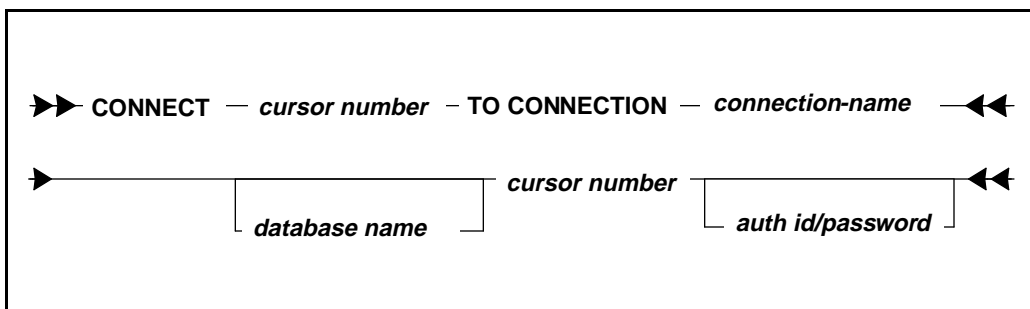 CONNECT cursor number TO CONNECTION connection-name
cursor number
database name auth id/password